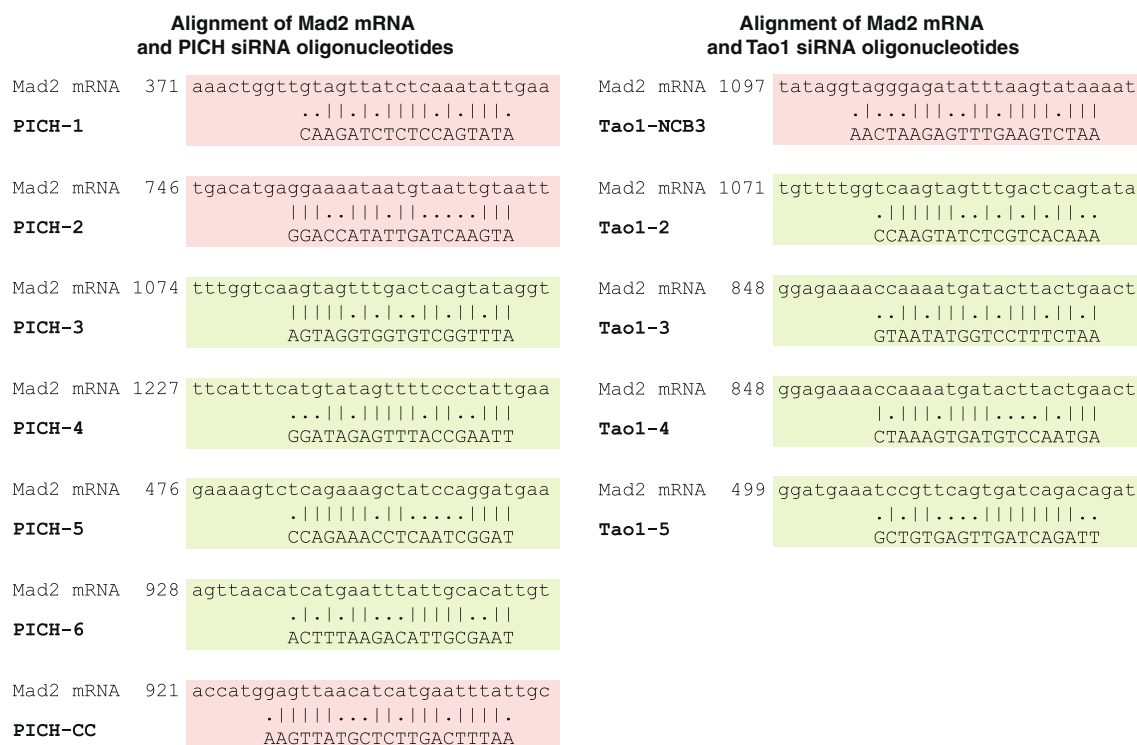 Alignment of Mad2 mRNA
and PICH siRNA oligonucleotides
Mad2 mRNA 371 aaactggttgtagttatctcaaatattgaa
..||.|.||||.|.|||.
PICH-1 CAAGATCTCTCCAGTATA
Mad2 mRNA 746 tgacatgaggaaaataatgtaattgtaatt
|||..|||.||.....|||
PICH-2 GGACCATATTGATCAAGTA
Mad2 mRNA 1074 tttggtcaagtagtttgactcagtataggt
|||||.|.|..||.||.||
PICH-3 AGTAGGTGGTGTCGGTTTA
Mad2 mRNA 1227 ttcatttcatgtatagttttccctattgaa
...||.|||||.||..|||
PICH-4 GGATAGAGTTTACCGAATT
Mad2 mRNA 476 gaaaagtctcagaaagctatccaggatgaa
.||||||.||.....||||
PICH-5 CCAGAAACCTCAATCGGAT
Mad2 mRNA 928 agttaacatcatgaatttattgcacattgt
.|.|.||...|||||..||
PICH-6 ACTTTAAGACATTGCGAAT
Mad2 mRNA 921 accatggagttaacatcatgaatttattgc
.|||||...||.|||.||||.
PICH-CC AAGTTATGCTCTTGACTTTAA
Alignment of Mad2 mRNA
and Tao1 siRNA oligonucleotides
Mad2 mRNA 1097 tataggtagggagatatttaagtataaaat
.|...|||.||.|||.|.|||
Tao1-NCB3 AACTAAGAGTTTGAAGTCTAA
Mad2 mRNA 1071 tgttttggtcaagtagtttgactcagtata
.||||||..|.|.|.|||..
Tao1-2 CCAAGTATCTCGTCACAAA
Mad2 mRNA 848 ggagaaaaccaaaatgatacttactgaact
..||.|||.|.|.|||.||.|
Tao1-3 GTAATATGGTCCTTTCTAA
Mad2 mRNA 848 ggagaaaaccaaaatgatacttactgaact
|.|||.||||....|.|||
Tao1-4 CTAAAGTGATGTCCAATGA
Mad2 mRNA 499 ggatgaaatccgttcagtgatcagacagat
.|.||....||||||||..
Tao1-5 GCTGTGAGTTGATCAGATT